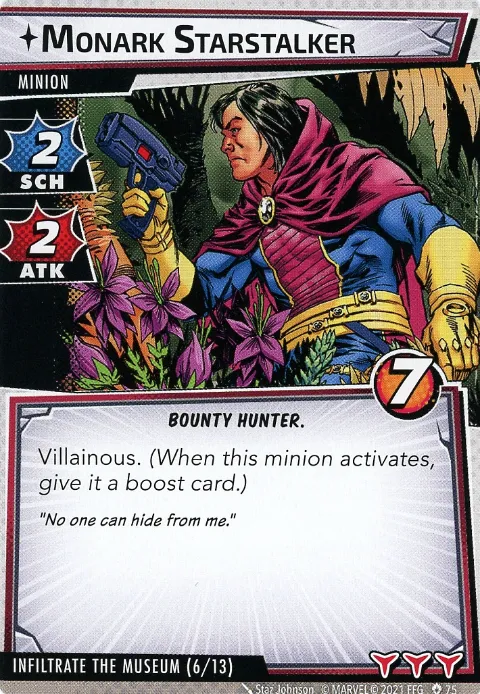 MONARK STARSTALKER
MINION
2
SCH
2
ATK
7
BOUNTY HUNTER.
Villainous. (When this minion activates,
give it a boost card.)
"No one can hide from me."
INFILTRATE THE MUSEUM (6/13)
Staz Johnson © MARVEL © 2021 FFG 75